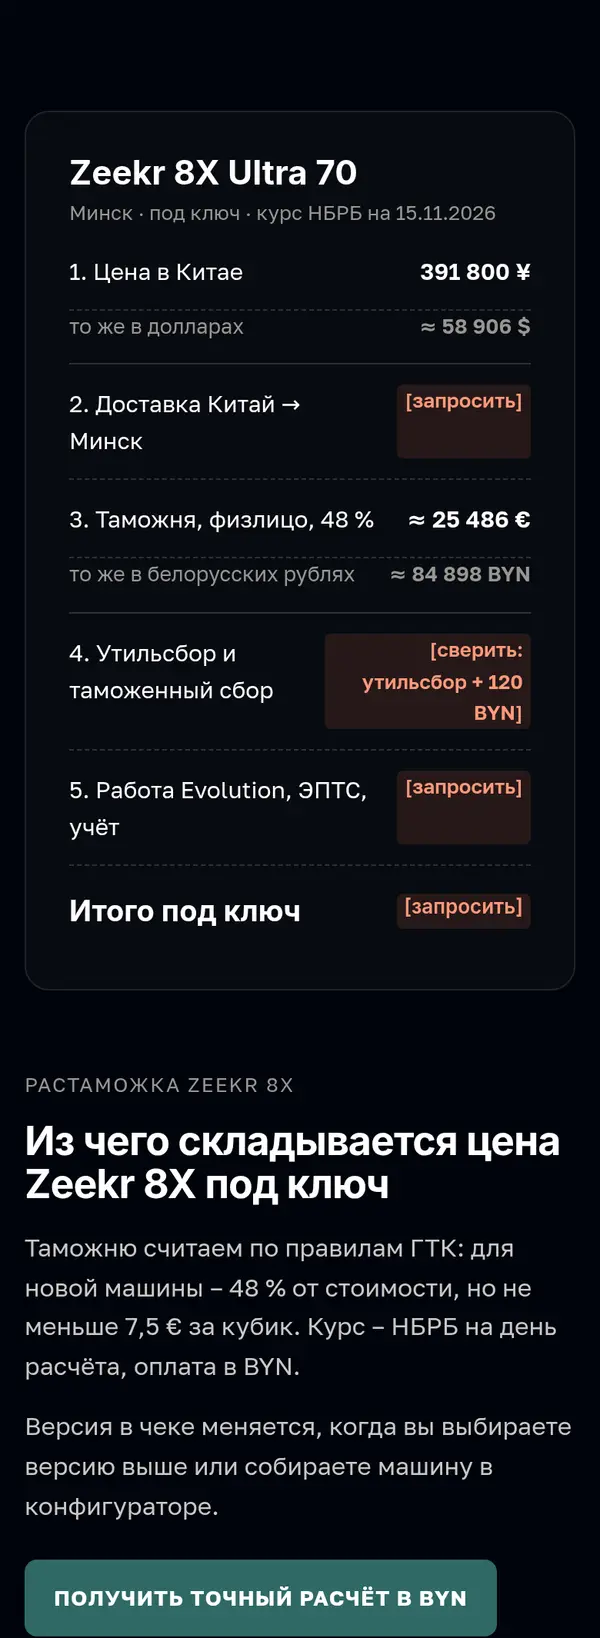 Zeekr 8X Ultra 70
Минск · под ключ · курс НБРБ на 15.11.2026
1. Цена в Китае 391 800 ¥
то же в долларах ≈ 58 906 $
2. Доставка Китай →
Минск
[запросить]
3. Таможня, физлицо, 48 % ≈ 25 486 €
то же в белорусских рублях ≈ 84 898 BYN
4. Утильсбор и
таможенный сбор
[сверить:
утильсбор + 120
BYN]
5. Работа Evolution, ЭПТС,
учёт
[запросить]
Итого под ключ [запросить]
РАСТАМОЖКА ZEEKR 8X
Из чего складывается цена
Zeekr 8X под ключ
Таможню считаем по правилам ГТК: для
новой машины – 48 % от стоимости, но не
меньше 7,5 € за кубик. Курс – НБРБ на день
расчёта, оплата в BYN.
Версия в чеке меняется, когда вы выбираете
версию выше или собираете машину в
конфигураторе.
ПОЛУЧИТЬ ТОЧНЫЙ РАСЧЁТ В BYN